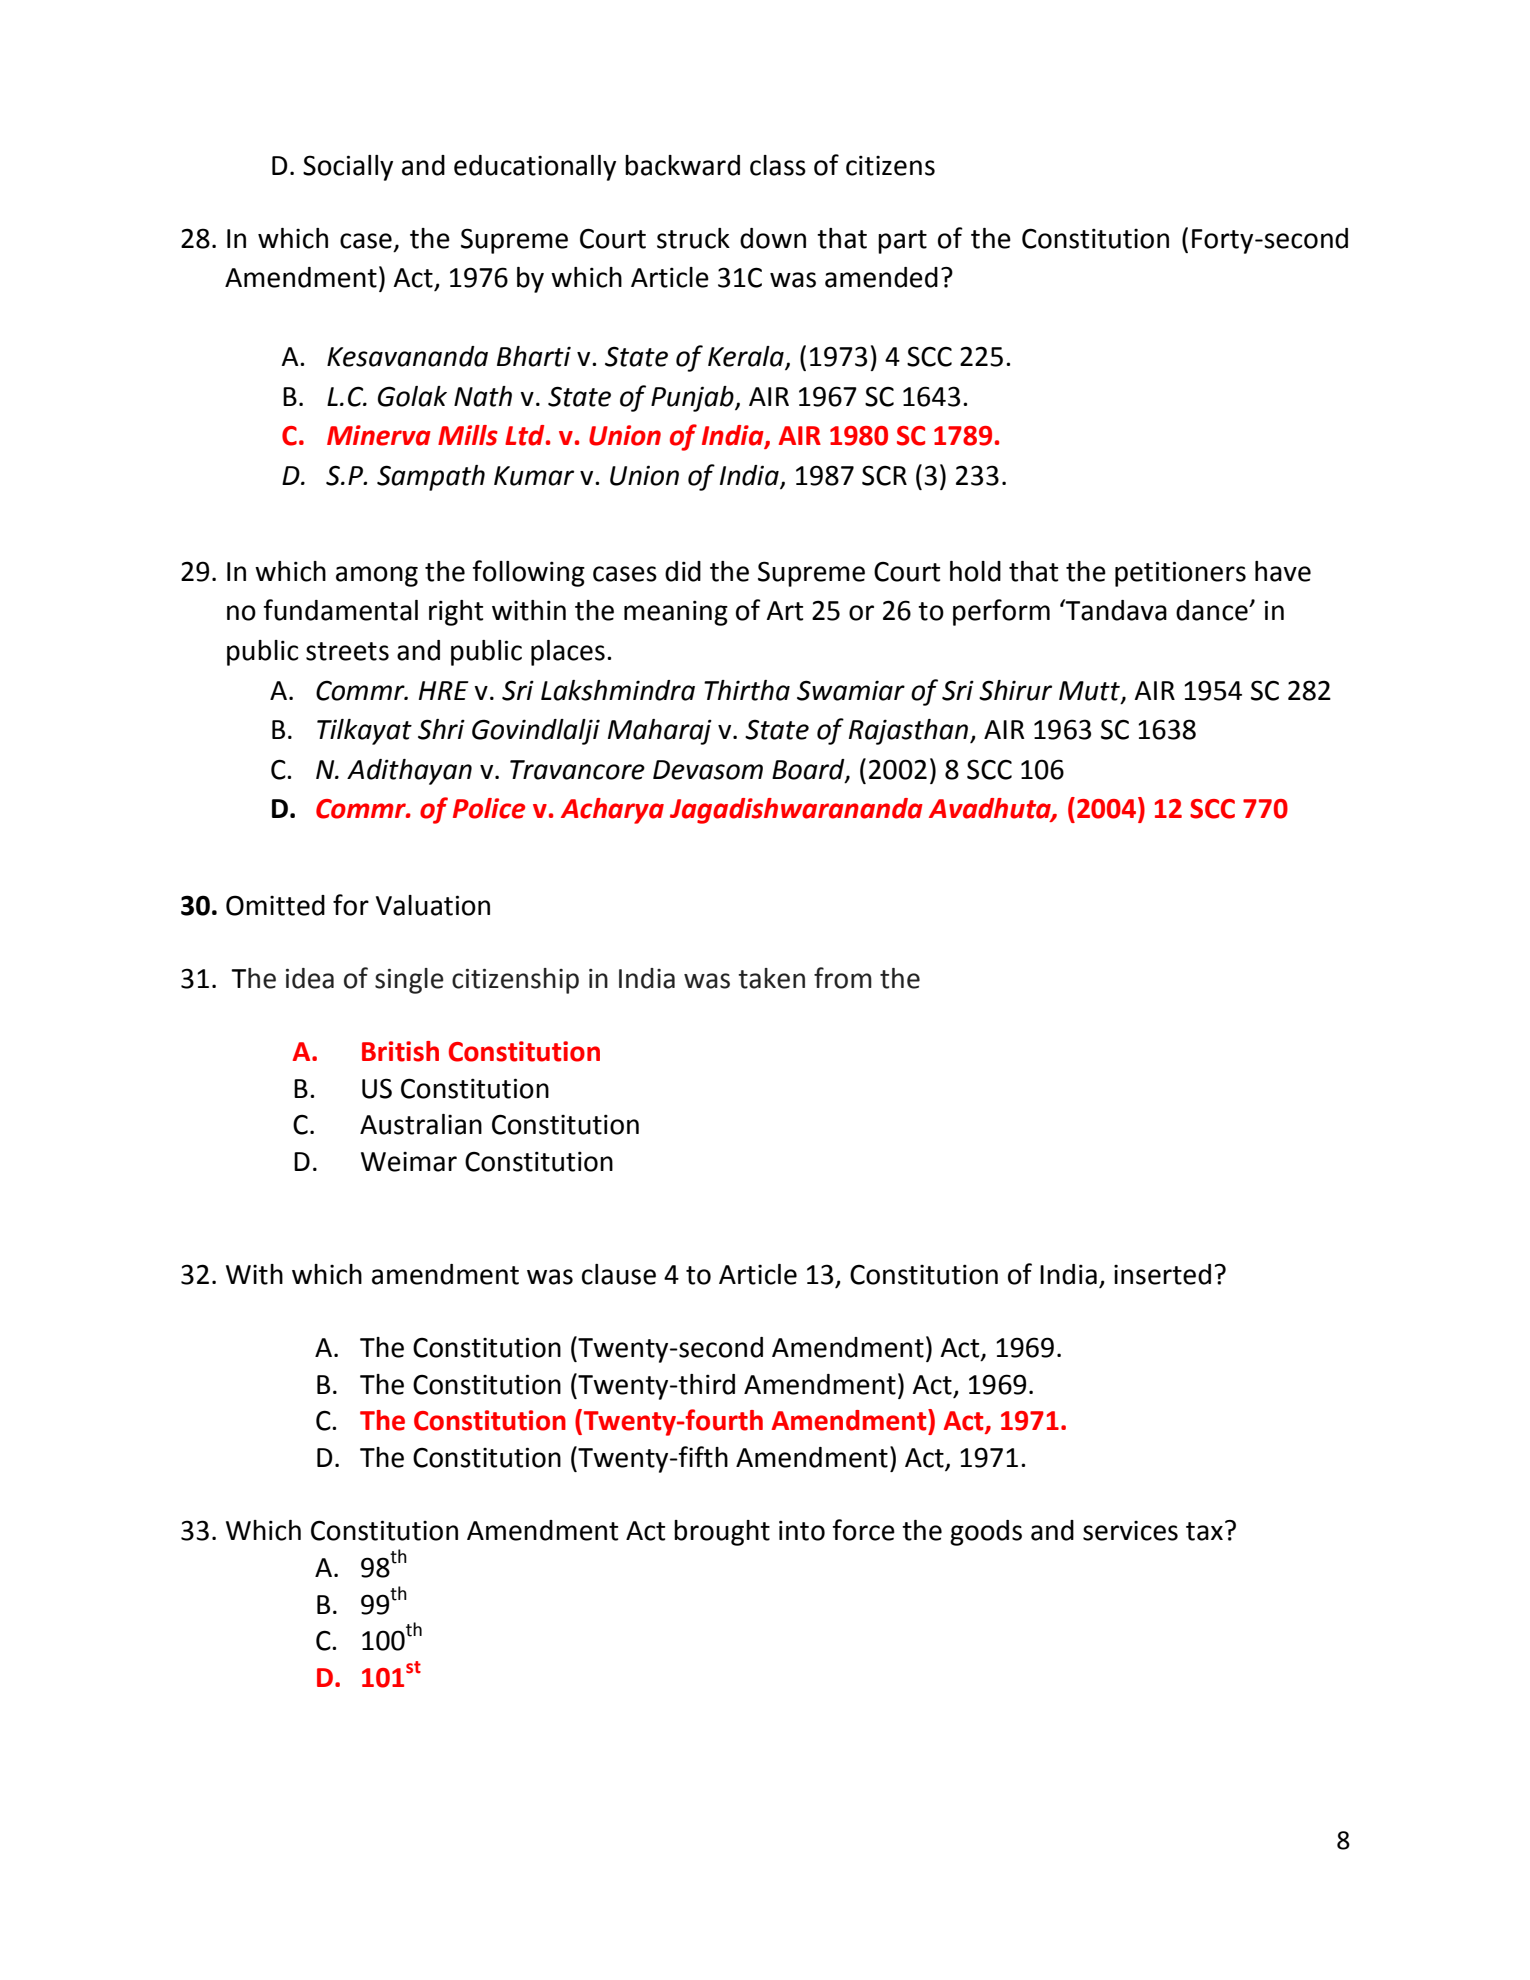 D. Socially and educationally backward class of citizens
28. In which case, the Supreme Court struck down that part of the Constitution (Forty-second
Amendment) Act, 1976 by which Article 31C was amended?
A. Kesavananda Bharti v. State of Kerala, (1973) 4 SCC 225.
B. L.C. Golak Nath v. State of Punjab, AIR 1967 SC 1643.
C. Minerva Mills Ltd. v. Union of India, AIR 1980 SC 1789.
D. S.P. Sampath Kumar v. Union of India, 1987 SCR (3) 233.
29. In which among the following cases did the Supreme Court hold that the petitioners have
no fundamental right within the meaning of Art 25 or 26 to perform ‘Tandava dance’ in
public streets and public places.
A. Commr. HRE v. Sri Lakshmindra Thirtha Swamiar of Sri Shirur Mutt, AIR 1954 SC 282
B. Tilkayat Shri Govindlalji Maharaj v. State of Rajasthan, AIR 1963 SC 1638
C. N. Adithayan v. Travancore Devasom Board, (2002) 8 SCC 106
D. Commr. of Police v. Acharya Jagadishwarananda Avadhuta, (2004) 12 SCC 770
30. Omitted for Valuation
31. The idea of single citizenship in India was taken from the
A. British Constitution
B. US Constitution
C. Australian Constitution
D. Weimar Constitution
32. With which amendment was clause 4 to Article 13, Constitution of India, inserted?
A. The Constitution (Twenty-second Amendment) Act, 1969.
B. The Constitution (Twenty-third Amendment) Act, 1969.
C. The Constitution (Twenty-fourth Amendment) Act, 1971.
D. The Constitution (Twenty-fifth Amendment) Act, 1971.
33. Which Constitution Amendment Act brought into force the goods and services tax?
A. 98th
B. 99th
C. 100th
D. 101st
8